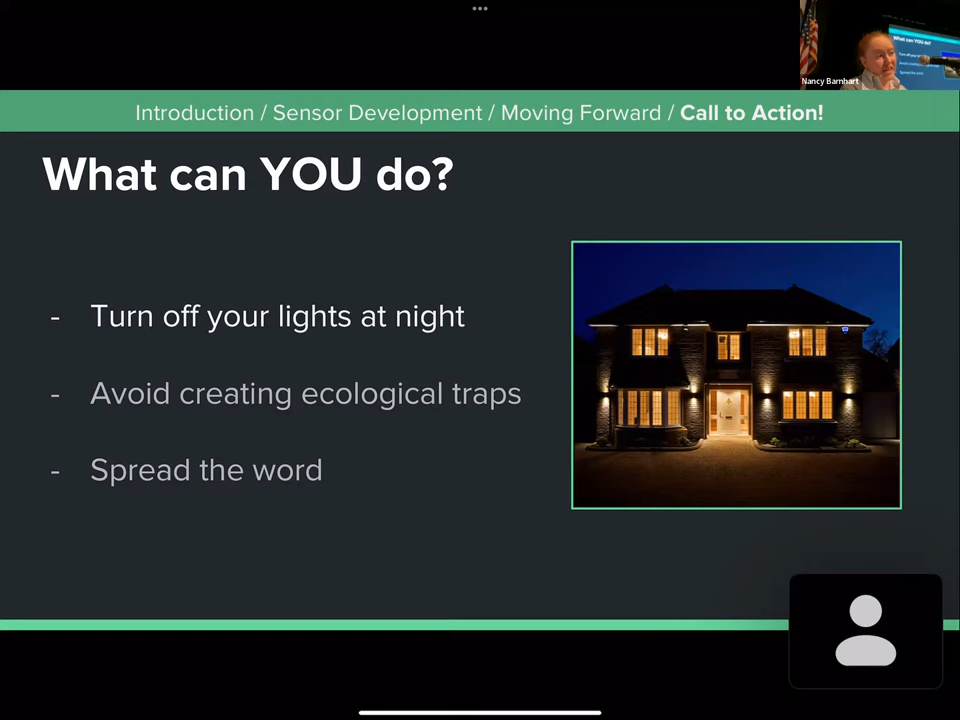 Nancy Barnhart
Introduction / Sensor Development / Moving Forward / Call to Action!
What can YOU do?
- Turn off your lights at night
- Avoid creating ecological traps
- Spread the word